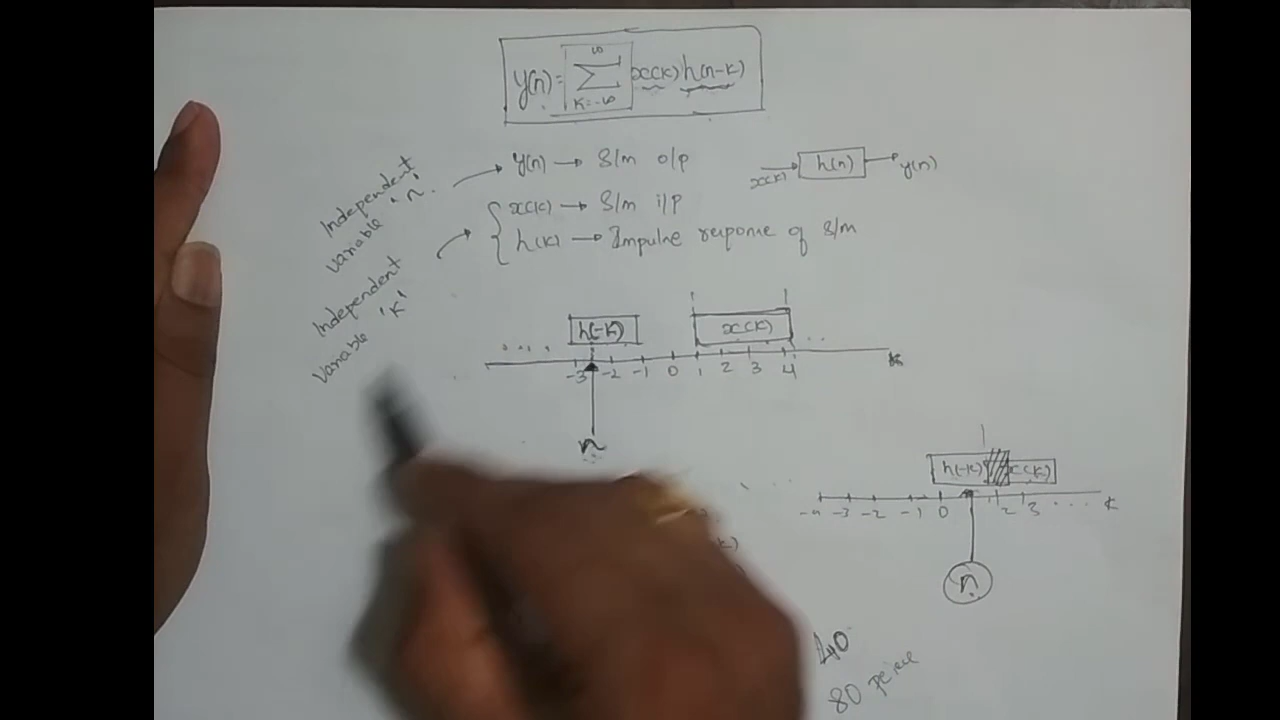 y(n) = ∞ Σ K=-∞ x(k) h(n-k)
Independent variable 'n'.
y(n) → S/m o/p
x(k) → h(n) → y(n)
Independent variable 'K'
x(k) → S/m i/p
h(k) → Impulse response of S/m
h(-k) x(k)
.... ..
-3 -2 -1 0 1 2 3 4 k
n
h(-k) x(k)
-4 -3 -2 -1 0 2 3 .... k
n
k)
40
80